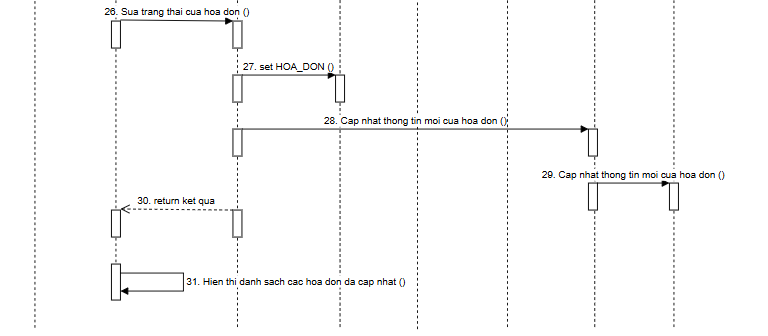 26. Sua trang thai cua hoa don ()
27. set HOA_DON ()
28. Cap nhat thong tin moi cua hoa don ()
29. Cap nhat thong tin moi cua hoa don ()
30. return ket qua
31. Hien thi danh sach cac hoa don da cap nhat ()